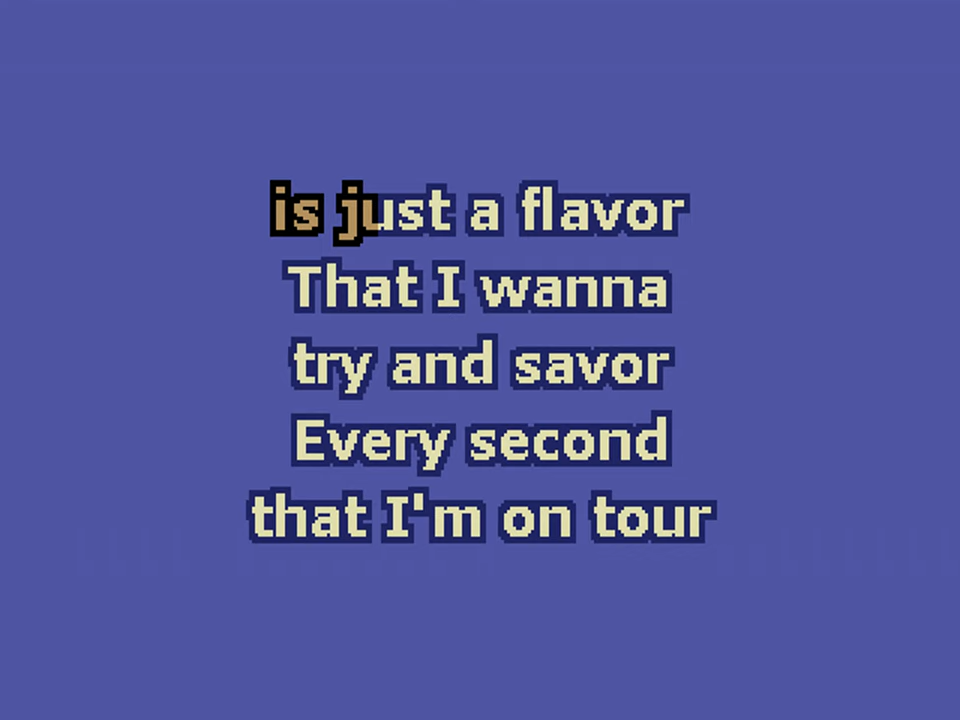 is just a flavor
That I wanna
try and savor
Every second
that I'm on tour